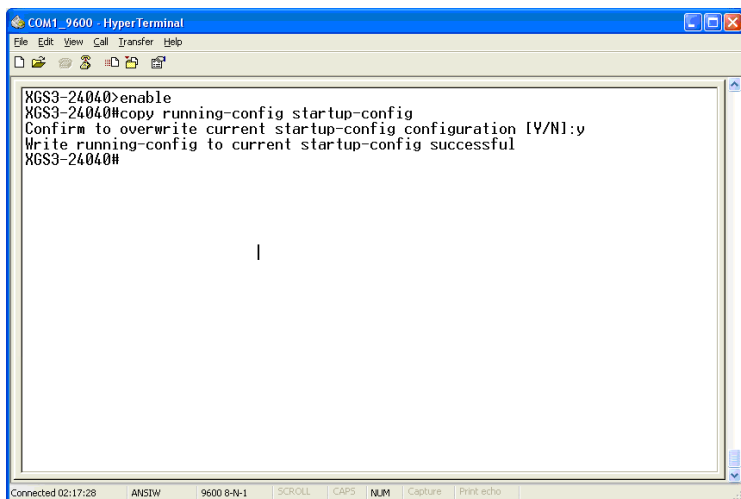 COM1_9600 - HyperTerminal
File Edit View Call Transfer Help
XGS3-24040>enable
XGS3-24040#copy running-config startup-config
Confirm to overwrite current startup-config configuration [Y/N]:y
Write running-config to current startup-config successful
XGS3-24040#
Connected 02:17:28 ANSIW 9600 8-N-1 SCROLL CAPS NUM Capture Print echo